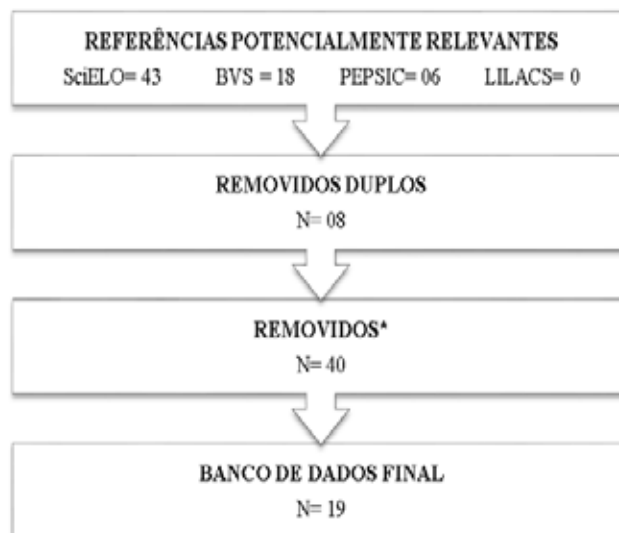 REFERÊNCIAS POTENCIALMENTE RELEVANTES
SciELO= 43 BVS = 18 PEPSIC= 06 LILACS= 0
REMOVIDOS DUPLOS
N= 08
REMOVIDOS*
N= 40
BANCO DE DADOS FINAL
N= 19